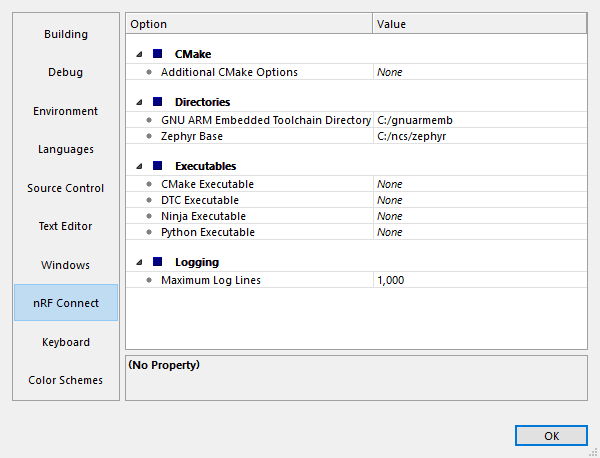 Building
Debug
Environment
Languages
Source Control
Text Editor
Windows
nRF Connect
Keyboard
Color Schemes
Option Value
CMake
Additional CMake Options None
Directories
GNU ARM Embedded Toolchain Directory C:/gnuarmemb
Zephyr Base C:/ncs/zephyr
Executables
CMake Executable None
DTC Executable None
Ninja Executable None
Python Executable None
Logging
Maximum Log Lines 1,000
(No Property)
OK